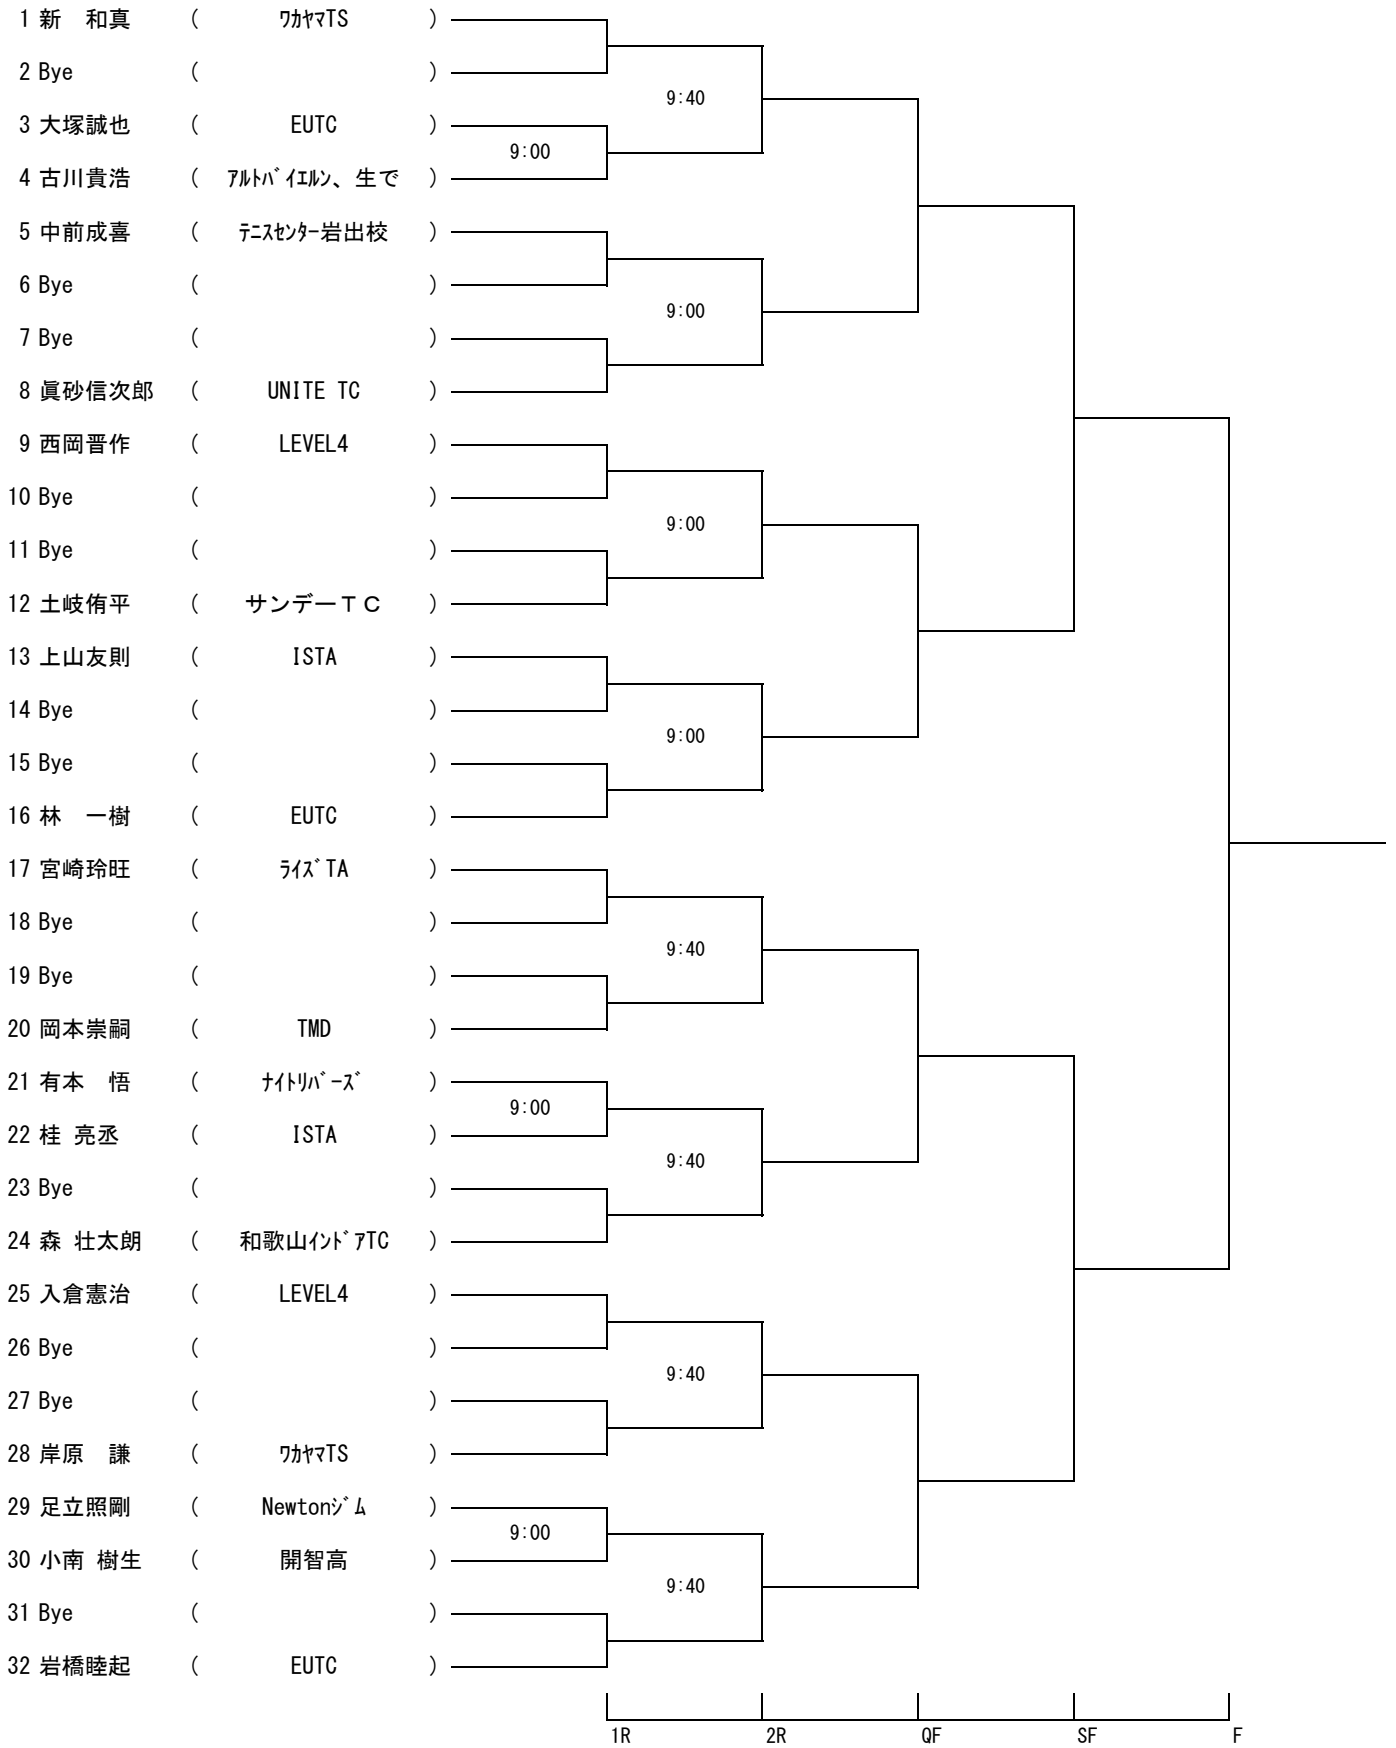 1 新　和真 ( ﾜｶﾔﾏTS )
2 Bye ( )
9:40
3 大塚誠也 ( EUTC )
9:00
4 古川貴浩 ( ｱﾙﾄﾊﾞｲｴﾙﾝ、生で )
5 中前成喜 ( ﾃﾆｽｾﾝﾀｰ岩出校 )
6 Bye ( )
9:00
7 Bye ( )
8 眞砂信次郎 ( UNITE TC )
9 西岡晋作 ( LEVEL4 )
10 Bye ( )
9:00
11 Bye ( )
12 土岐侑平 ( サンデーＴＣ )
13 上山友則 ( ISTA )
14 Bye ( )
9:00
15 Bye ( )
16 林　一樹 ( EUTC )
17 宮崎玲旺 ( ﾗｲｽﾞTA )
18 Bye ( )
9:40
19 Bye ( )
20 岡本崇嗣 ( TMD )
21 有本　悟 ( ﾅｲﾄﾘﾊﾞｰｽﾞ )
9:00
22 桂 亮丞 ( ISTA )
9:40
23 Bye ( )
24 森 壮太朗 ( 和歌山ｲﾝﾄﾞｱTC )
25 入倉憲治 ( LEVEL4 )
26 Bye ( )
9:40
27 Bye ( )
28 岸原　謙 ( ﾜｶﾔﾏTS )
29 足立照剛 ( Newtonｼﾞﾑ )
9:00
30 小南 樹生 ( 開智高 )
9:40
31 Bye ( )
32 岩橋睦起 ( EUTC )
1R 2R QF SF F